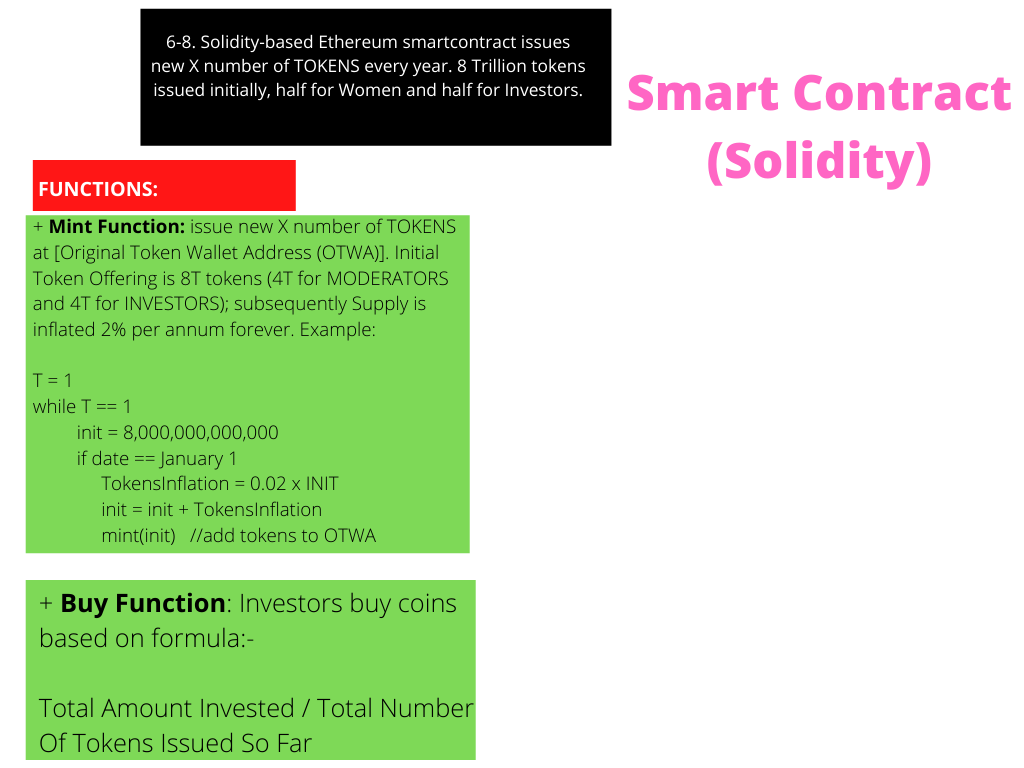 6-8. Solidity-based Ethereum smartcontract issues
new X number of TOKENS every year. 8 Trillion tokens
issued initially, half for Women and half for Investors.
Smart Contract
(Solidity)
FUNCTIONS:
+ Mint Function: issue new X number of TOKENS
at [Original Token Wallet Address (OTWA)]. Initial
Token Offering is 8T tokens (4T for MODERATORS
and 4T for INVESTORS); subsequently Supply is
inflated 2% per annum forever. Example:
T = 1
while T == 1
init = 8,000,000,000,000
if date == January 1
TokensInflation = 0.02 x INIT
init = init + TokensInflation
mint(init) //add tokens to OTWA
+ Buy Function: Investors buy coins
based on formula:-
Total Amount Invested / Total Number
Of Tokens Issued So Far